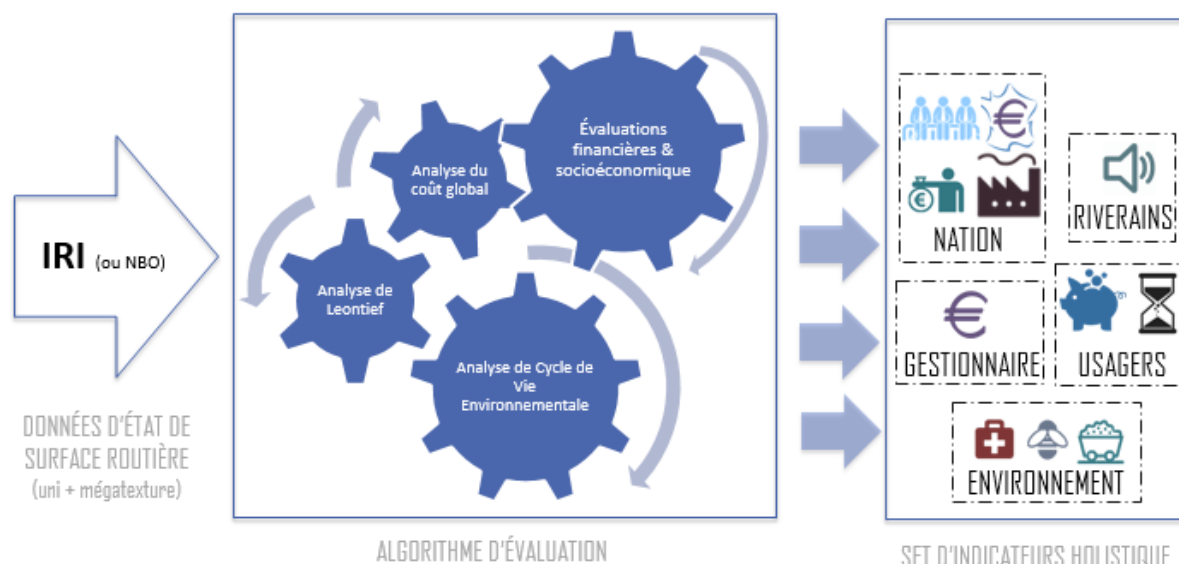 IRI (ou NBO)
DONNÉES D'ÉTAT DE
SURFACE ROUTIÈRE
(uni + mégatexture)
Évaluations
financières &
socioéconomique
Analyse du
coût global
Analyse de
Leontief
Analyse de Cycle de
Vie
Environnementale
ALGORITHME D'ÉVALUATION
€
€
NATION
RIVERAINS
€
GESTIONNAIRE
USAGERS
ENVIRONNEMENT
SET D'INDICATEURS HOLISTIQUE